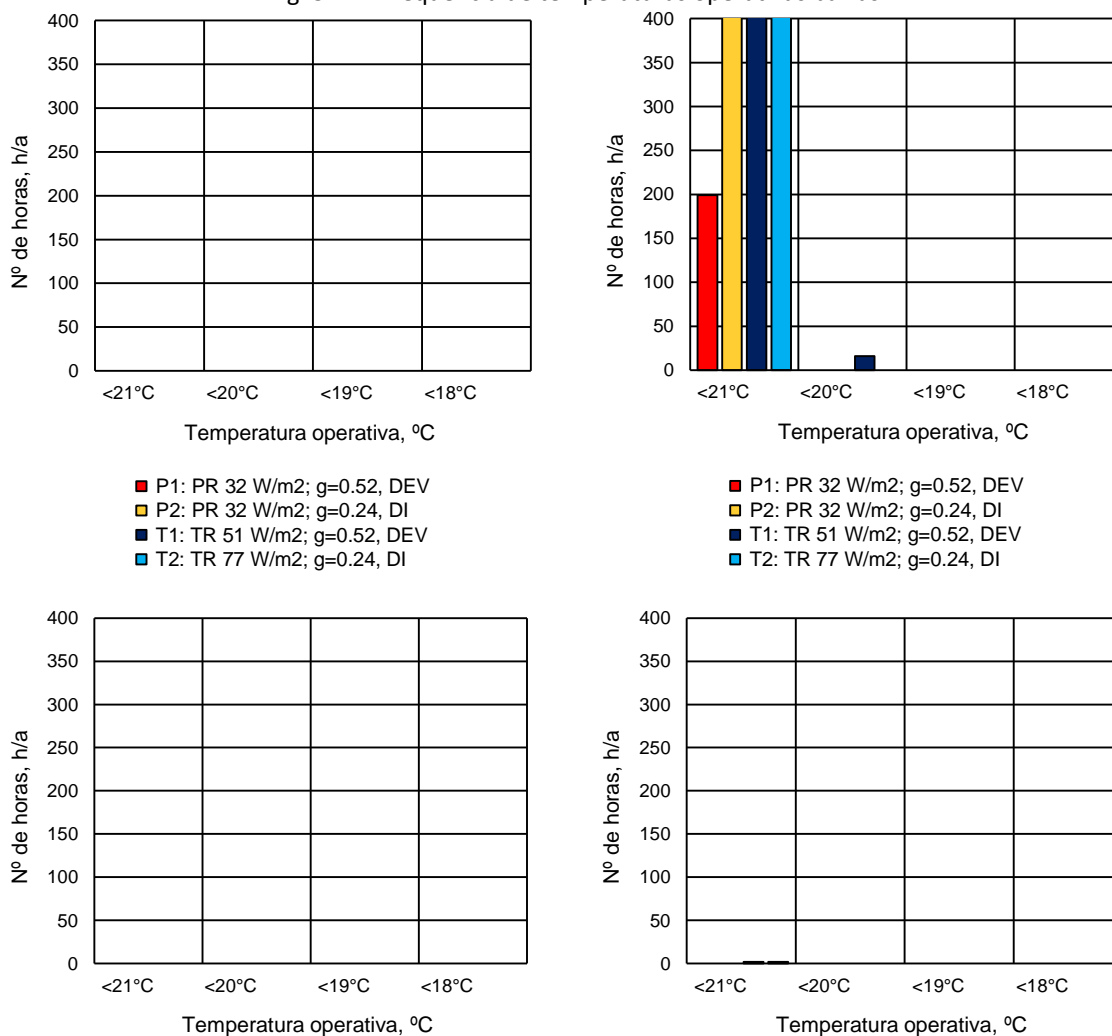 400
350
300
250
200
150
100
50
0
Nº de horas, h/a
<21°C <20°C <19°C <18°C
Temperatura operativa, ºC
400
350
300
250
200
150
100
50
0
Nº de horas, h/a
<21°C <20°C <19°C <18°C
Temperatura operativa, ºC
P1: PR 32 W/m2; g=0.52, DEV
P2: PR 32 W/m2; g=0.24, DI
T1: TR 51 W/m2; g=0.52, DEV
T2: TR 77 W/m2; g=0.24, DI
P1: PR 32 W/m2; g=0.52, DEV
P2: PR 32 W/m2; g=0.24, DI
T1: TR 51 W/m2; g=0.52, DEV
T2: TR 77 W/m2; g=0.24, DI
400
350
300
250
200
150
100
50
0
Nº de horas, h/a
<21°C <20°C <19°C <18°C
Temperatura operativa, ºC
400
350
300
250
200
150
100
50
0
Nº de horas, h/a
<21°C <20°C <19°C <18°C
Temperatura operativa, ºC